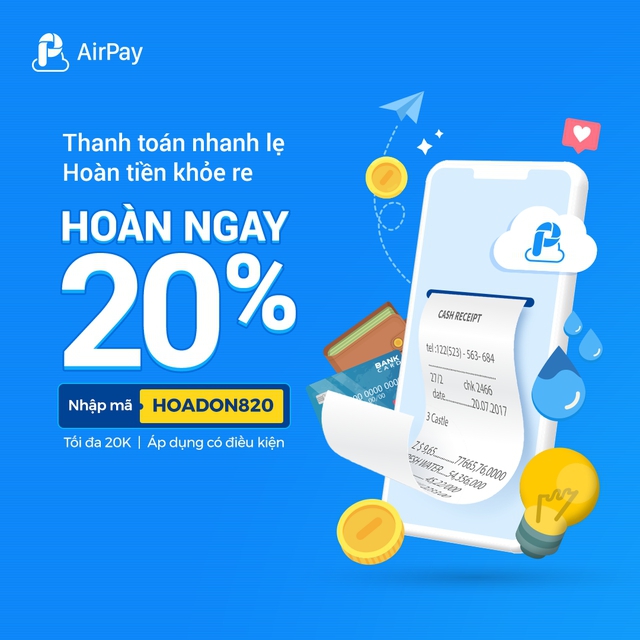 AirPay
Thanh toán nhanh lẹ
Hoàn tiền khỏe re
HOÀN NGAY
20%
Nhập mã HOADON820
Tối đa 20K | Áp dụng có điều kiện
CASH RECEIPT
tel :122(523) - 563- 684
27/2 chk 2466
date...........20.07.2017
3 Castle
BANK
CARD